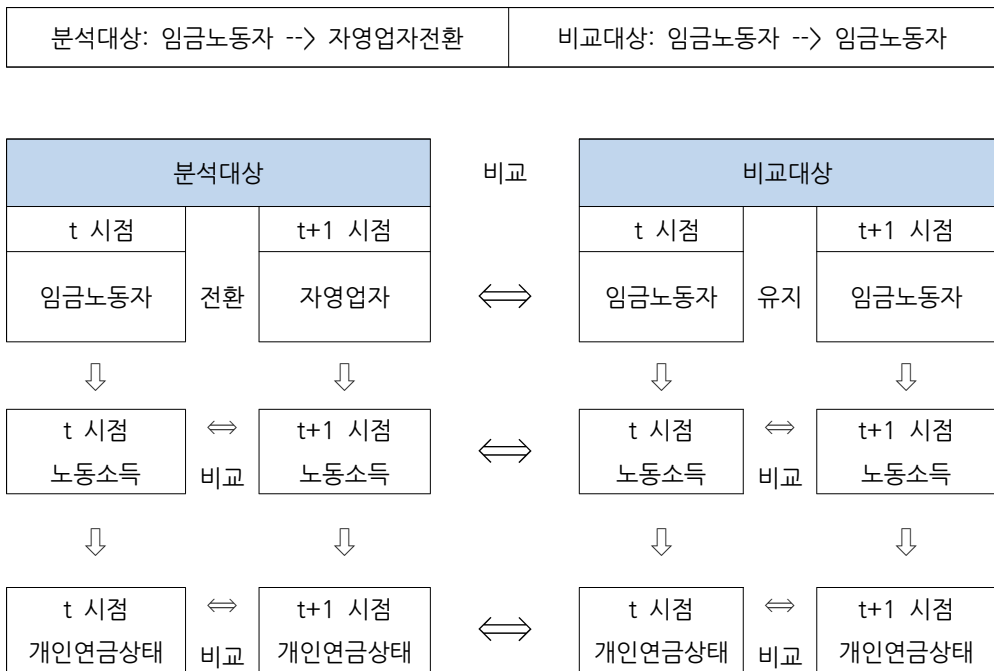 분석대상: 임금노동자 --> 자영업자전환 비교대상: 임금노동자 --> 임금노동자
분석대상 비교 비교대상
t 시점 t+1 시점 t 시점 t+1 시점
임금노동자 전환 자영업자 ⟺ 임금노동자 유지 임금노동자
⇩ ⇩ ⇩ ⇩
t 시점 ⇔ t+1 시점 ⟺ t 시점 ⇔ t+1 시점
노동소득 비교 노동소득 노동소득 비교 노동소득
⇩ ⇩ ⇩ ⇩
t 시점 ⇔ t+1 시점 ⟺ t 시점 ⇔ t+1 시점
개인연금상태 비교 개인연금상태 개인연금상태 비교 개인연금상태